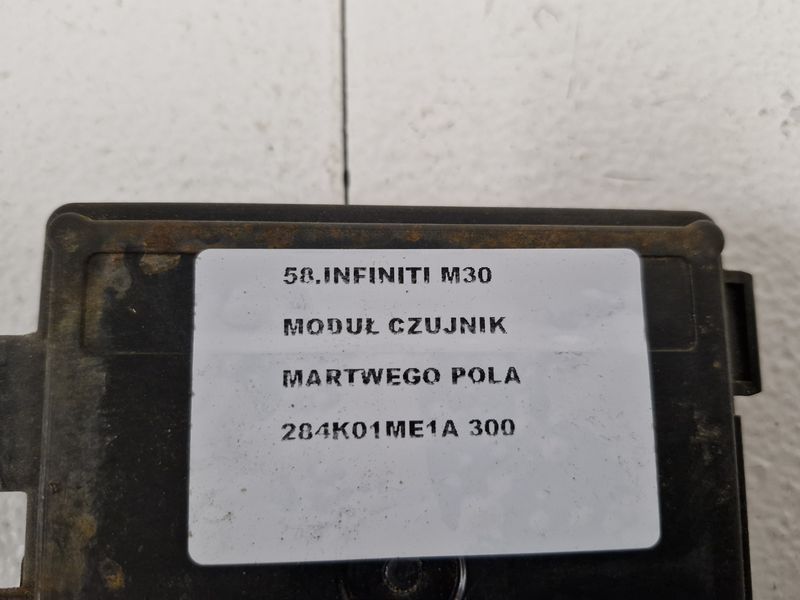 58.INFINITI M30
MODUŁ CZUJNIK
MARTWEGO POLA
284K01ME1A 300